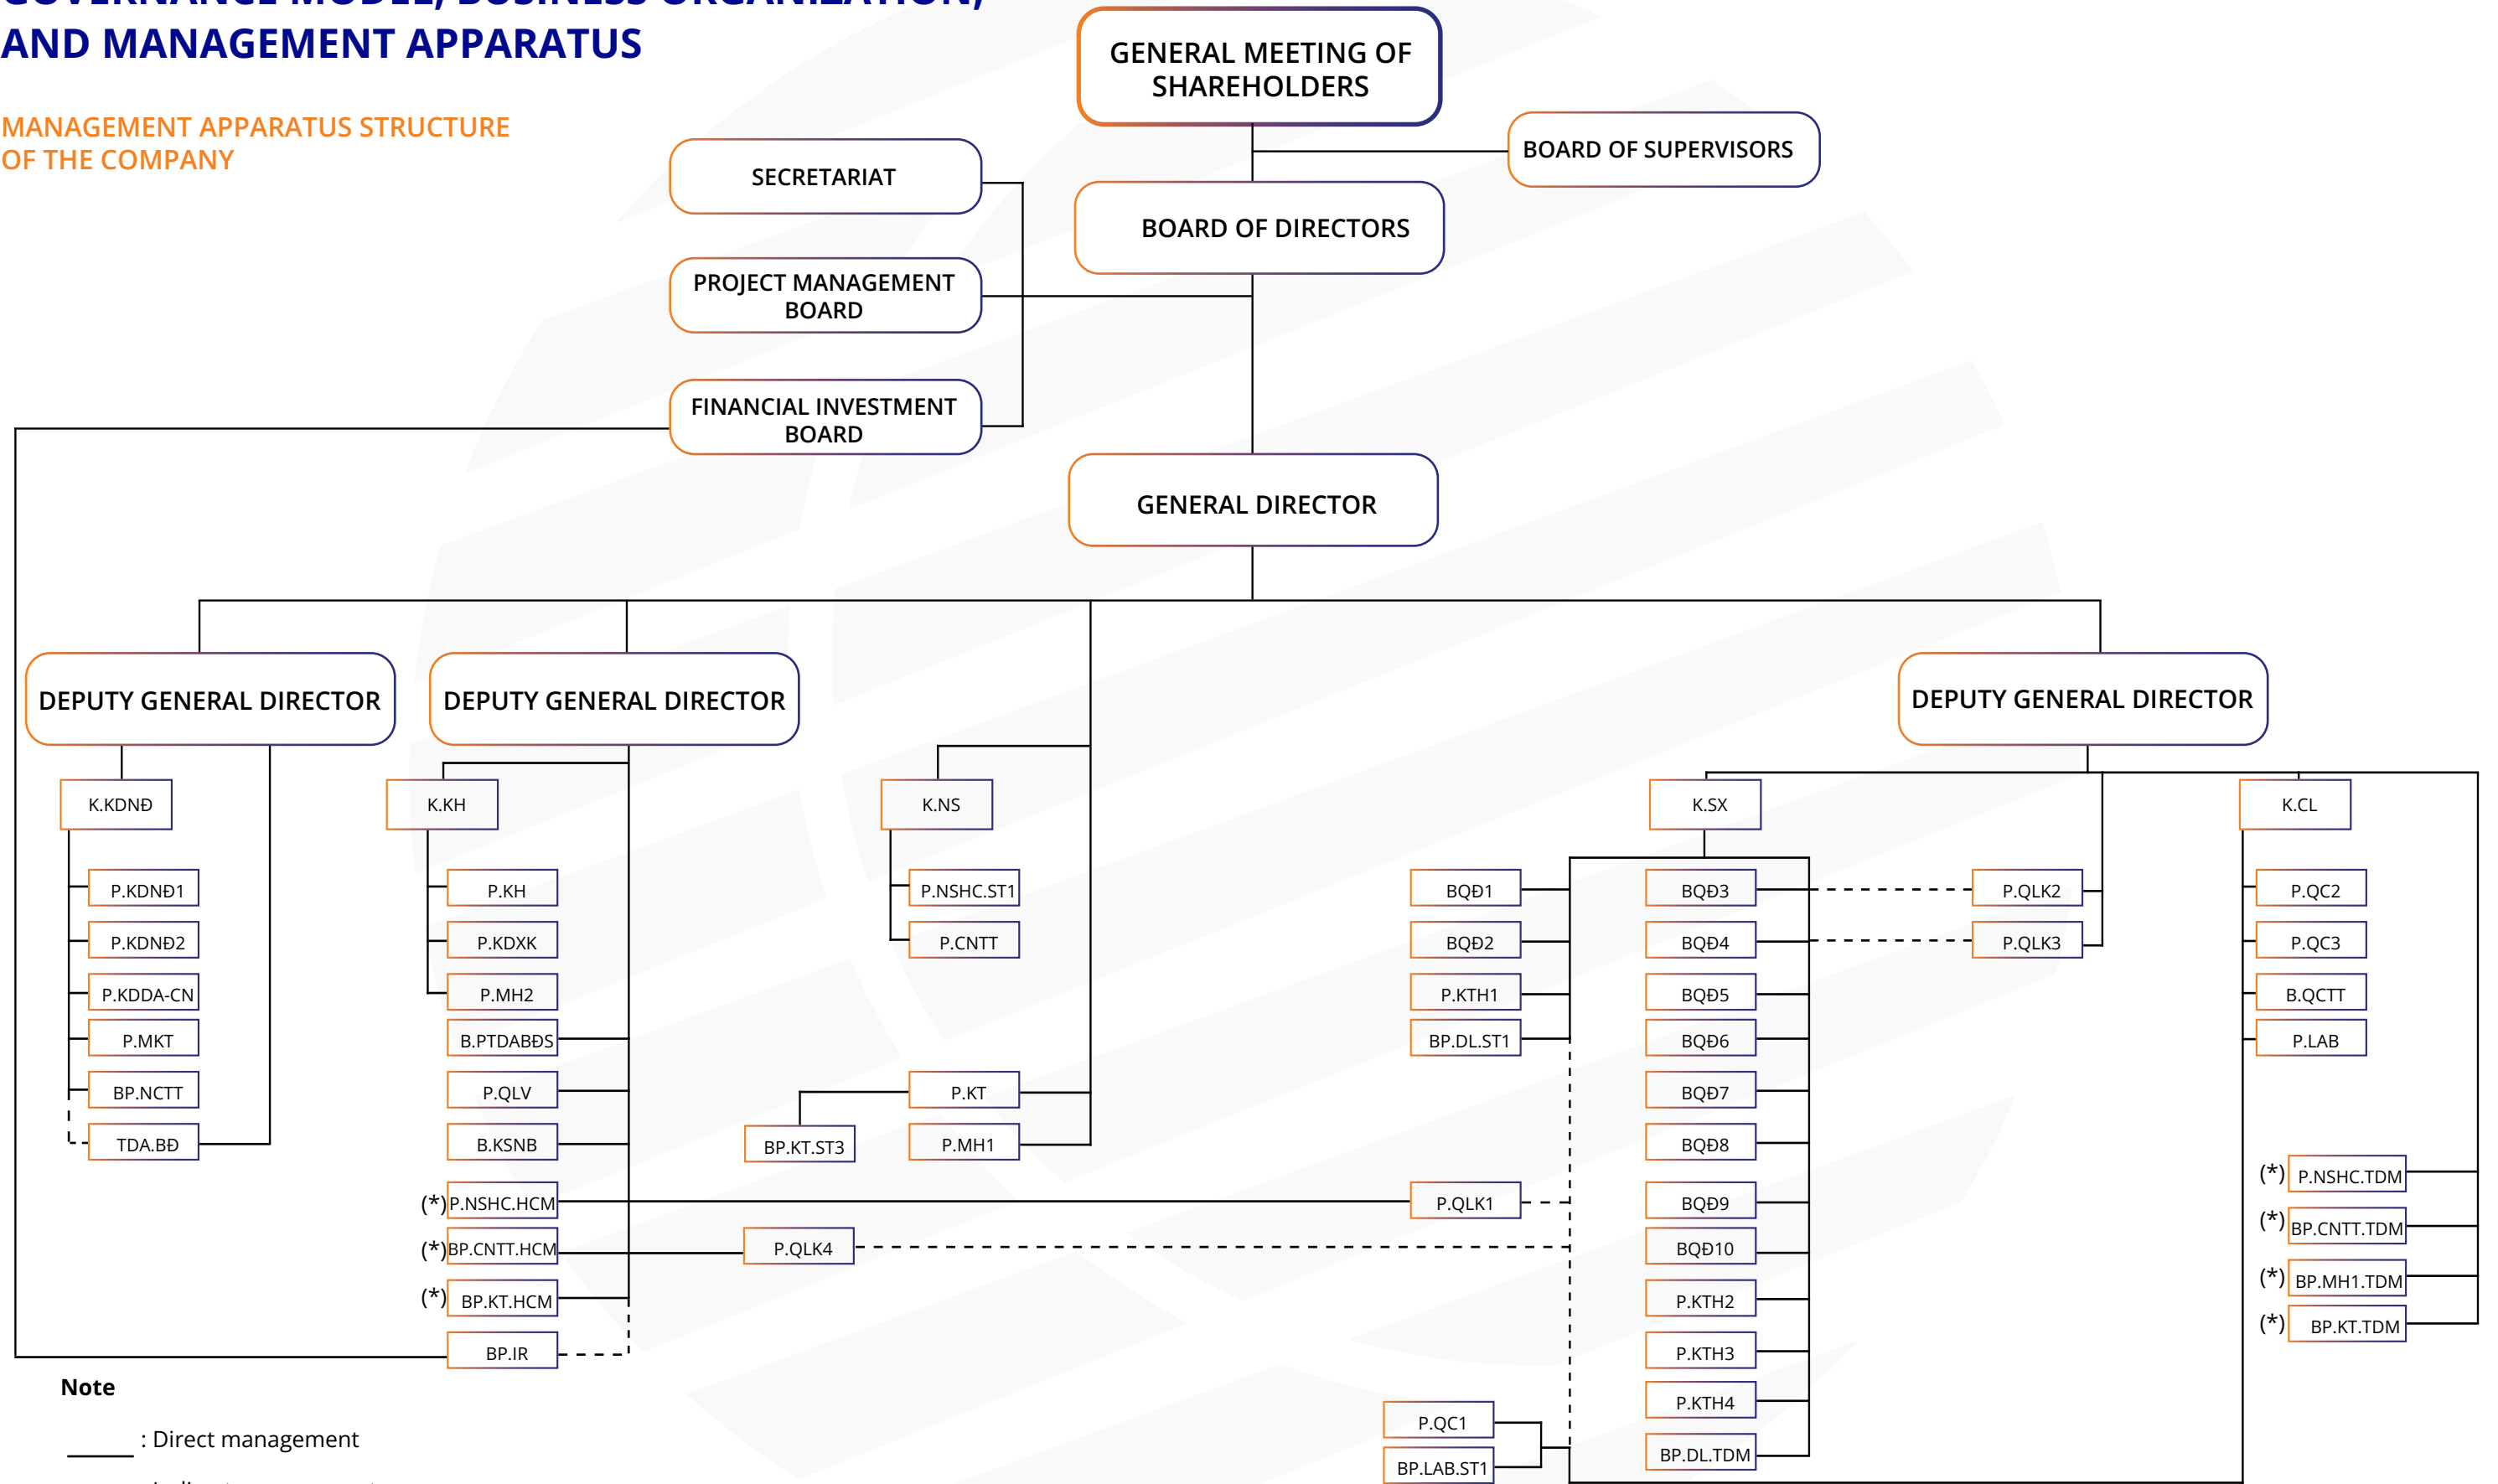 GOVERNANCE MODEL, BUSINESS ORGANIZATION,
AND MANAGEMENT APPARATUS
MANAGEMENT APPARATUS STRUCTURE
OF THE COMPANY
GENERAL MEETING OF
SHAREHOLDERS
BOARD OF SUPERVISORS
SECRETARIAT
BOARD OF DIRECTORS
PROJECT MANAGEMENT
BOARD
FINANCIAL INVESTMENT
BOARD
GENERAL DIRECTOR
DEPUTY GENERAL DIRECTOR
DEPUTY GENERAL DIRECTOR
DEPUTY GENERAL DIRECTOR
K.KDNĐ
P.KDNĐ1
P.KDNĐ2
P.KDDA-CN
P.MKT
BP.NCTT
TDA.BĐ
K.KH
P.KH
P.KDXK
P.MH2
B.PTDABĐS
P.QLV
B.KSNB
(*) P.NSHC.HCM
(*) BP.CNTT.HCM
(*) BP.KT.HCM
BP.IR
K.NS
P.NSHC.ST1
P.CNTT
P.KT
BP.KT.ST3
P.MH1
P.QLK4
K.SX
BQĐ1
BQĐ2
P.KTH1
BP.DL.ST1
P.QLK1
BQĐ3
BQĐ4
BQĐ5
BQĐ6
BQĐ7
BQĐ8
BQĐ9
BQĐ10
P.KTH2
P.KTH3
P.KTH4
BP.DL.TDM
P.QC1
BP.LAB.ST1
P.QLK2
P.QLK3
K.CL
P.QC2
P.QC3
B.QCTT
P.LAB
(*) P.NSHC.TDM
(*) BP.CNTT.TDM
(*) BP.MH1.TDM
(*) BP.KT.TDM
Note
: Direct management